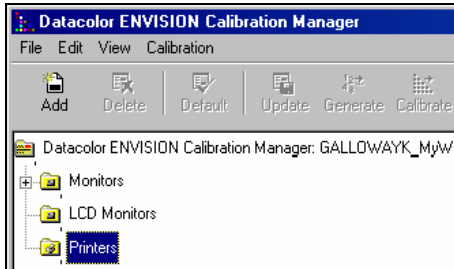 Datacolor ENVISION Calibration Manager
File Edit View Calibration
Add Delete Default Update Generate Calibrate
Datacolor ENVISION Calibration Manager: GALLOWAYK_MyW
Monitors
LCD Monitors
Printers